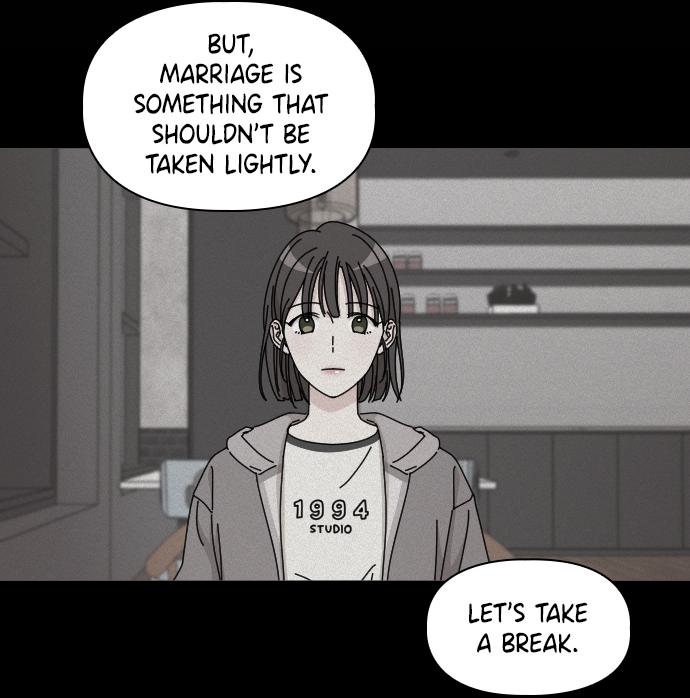 BUT,
MARRIAGE IS
SOMETHING THAT
SHOULDN'T BE
TAKEN LIGHTLY.
1994
STUDIO
LET'S TAKE
A BREAK.